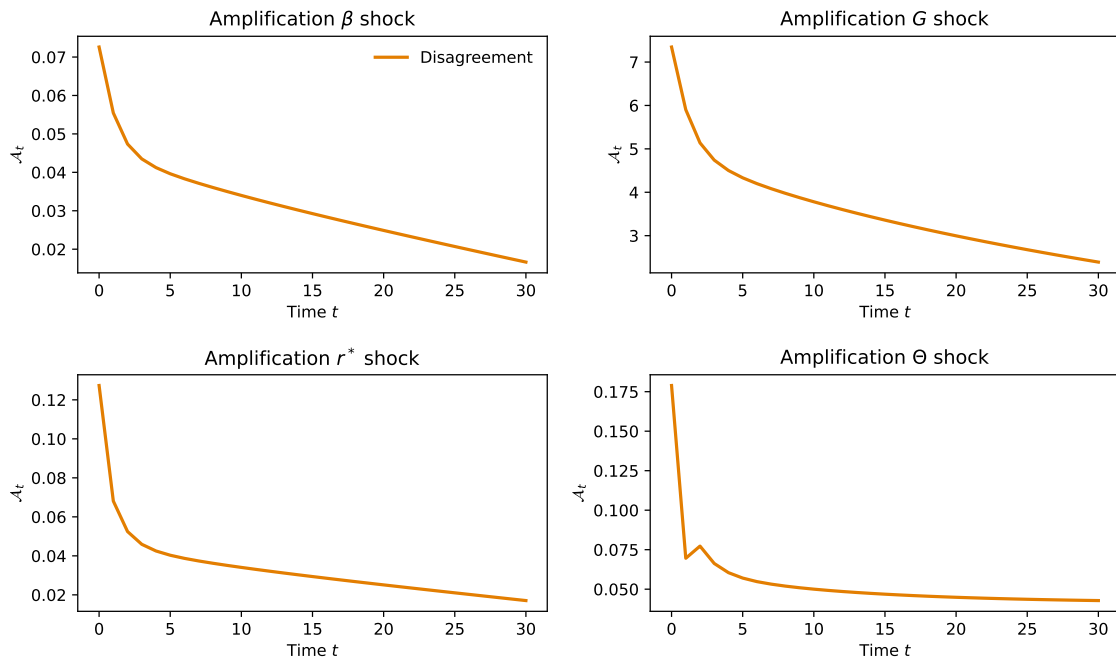 Amplification β shock
𝒜t
0.07
0.06
0.05
0.04
0.03
0.02
Disagreement
0 5 10 15 20 25 30
Time t
Amplification G shock
𝒜t
7
6
5
4
3
0 5 10 15 20 25 30
Time t
Amplification r* shock
𝒜t
0.12
0.10
0.08
0.06
0.04
0.02
0 5 10 15 20 25 30
Time t
Amplification Θ shock
𝒜t
0.175
0.150
0.125
0.100
0.075
0.050
0 5 10 15 20 25 30
Time t